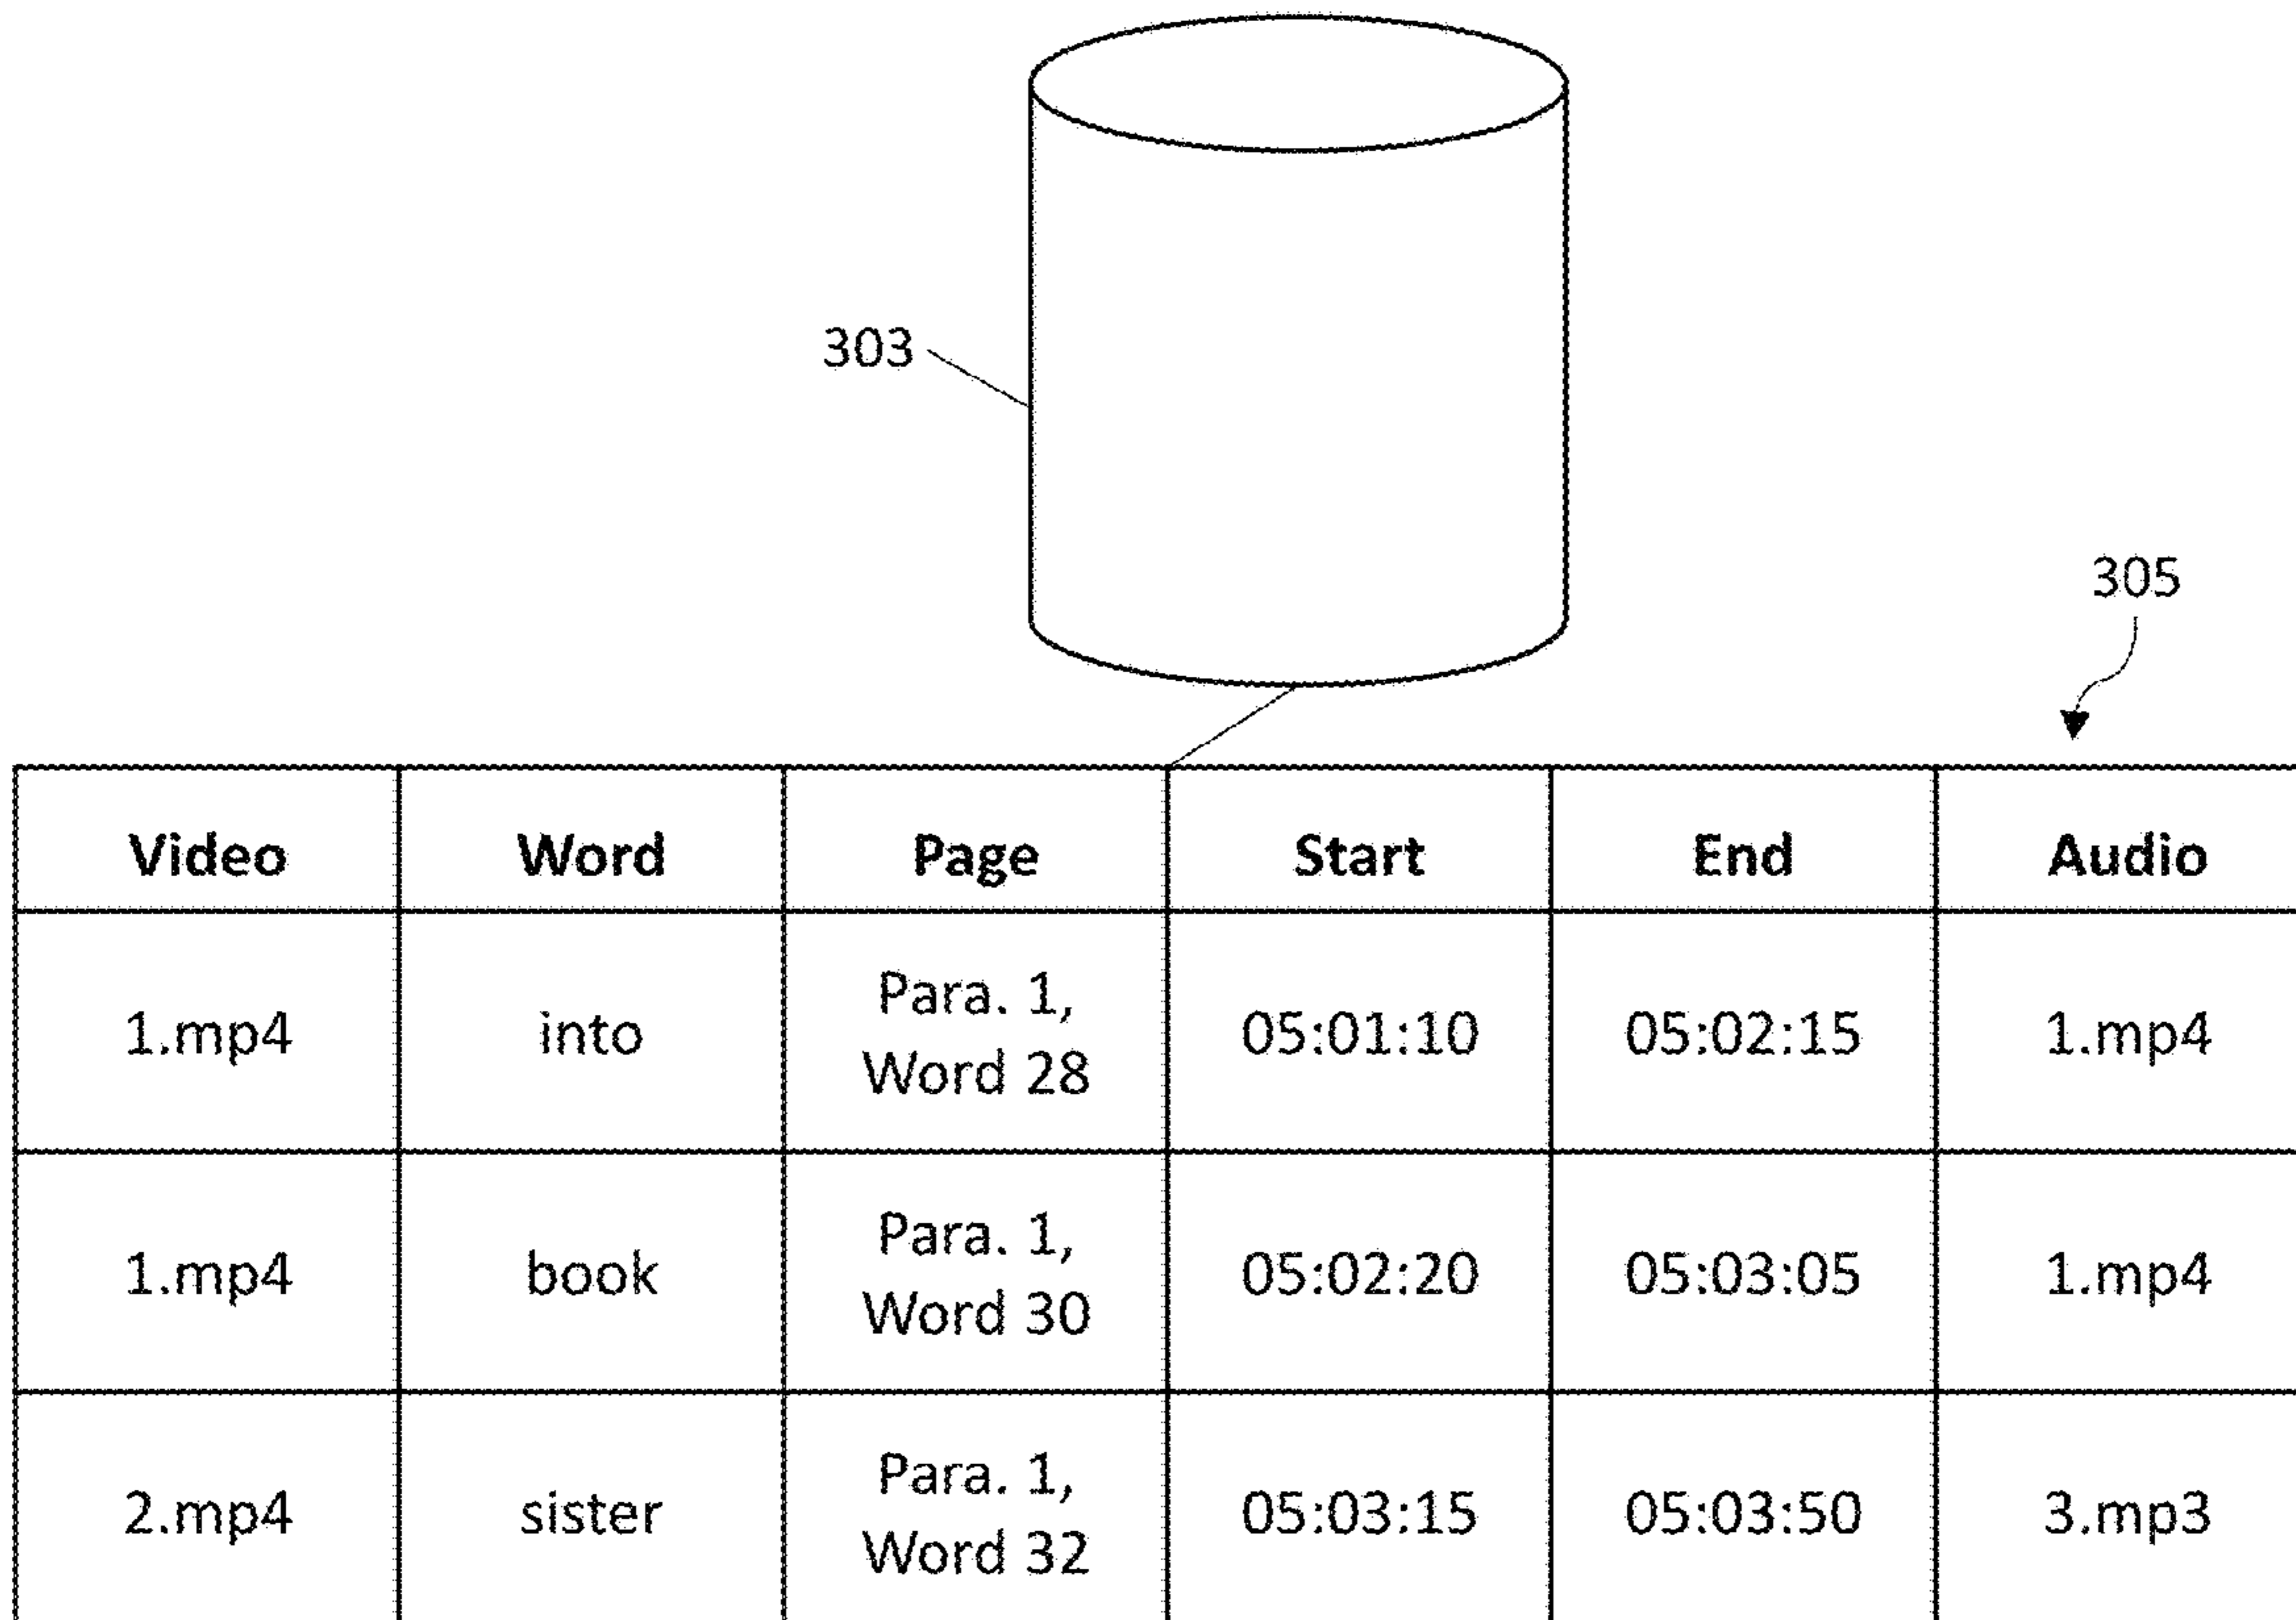 303
305
Video Word Page Start End Audio
1.mp4 into Para. 1, Word 28 05:01:10 05:02:15 1.mp4
1.mp4 book Para. 1, Word 30 05:02:20 05:03:05 1.mp4
2.mp4 sister Para. 1, Word 32 05:03:15 05:03:50 3.mp3